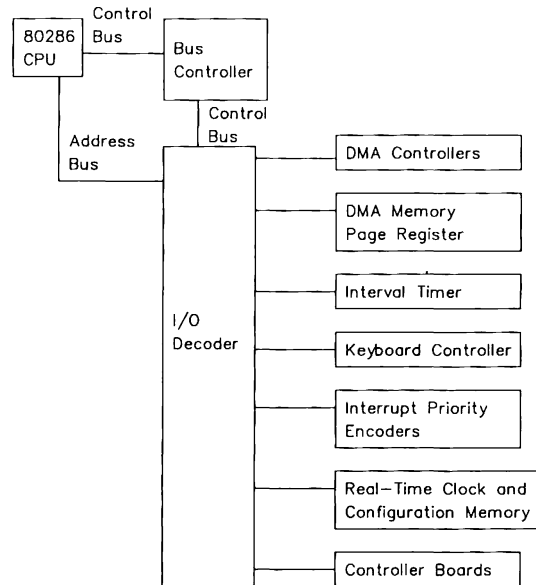 80286
CPU
Control
Bus
Bus
Controller
Control
Bus
Address
Bus
I/O
Decoder
DMA Controllers
DMA Memory
Page Register
Interval Timer
Keyboard Controller
Interrupt Priority
Encoders
Real-Time Clock and
Configuration Memory
Controller Boards